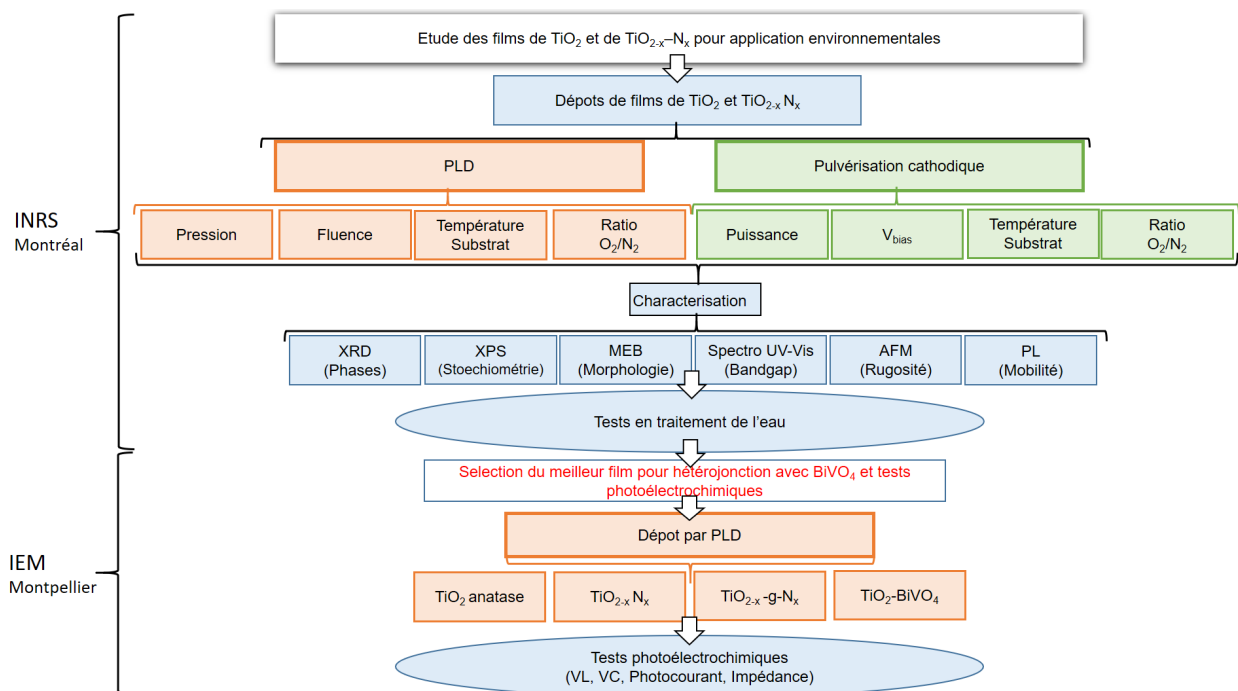 Etude des films de TiO₂ et de TiO₂₋ₓ–Nₓ pour application environnementales
Dépots de films de TiO₂ et TiO₂₋ₓ Nₓ
PLD
Pulvérisation cathodique
INRS
Montréal
Pression
Fluence
Température
Substrat
Ratio
O₂/N₂
Puissance
V_bias
Température
Substrat
Ratio
O₂/N₂
Characterisation
XRD
(Phases)
XPS
(Stoechiométrie)
MEB
(Morphologie)
Spectro UV-Vis
(Bandgap)
AFM
(Rugosité)
PL
(Mobilité)
Tests en traitement de l'eau
Selection du meilleur film pour hétérojonction avec BiVO₄ et tests
photoélectrochimiques
Dépot par PLD
IEM
Montpellier
TiO₂ anatase
TiO₂₋ₓ Nₓ
TiO₂₋ₓ -g-Nₓ
TiO₂-BiVO₄
Tests photoélectrochimiques
(VL, VC, Photocourant, Impédance)